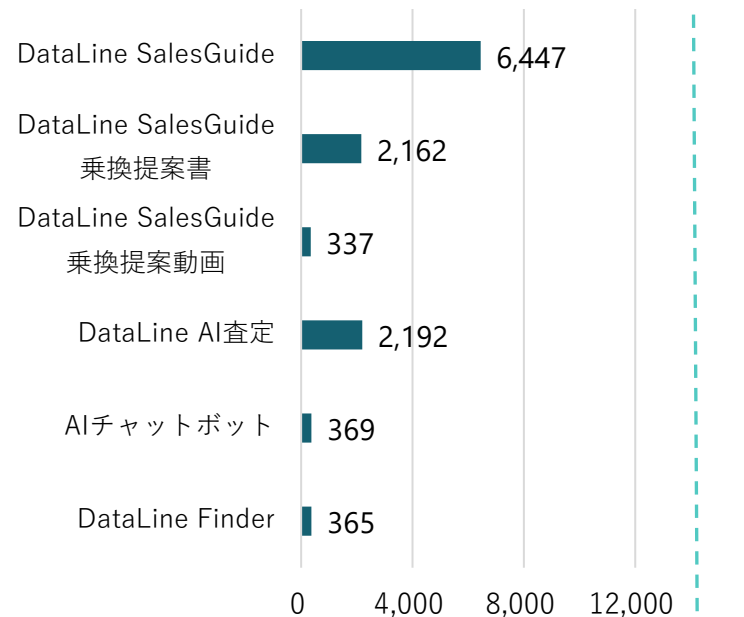 DataLine SalesGuide
6,447
DataLine SalesGuide
乗換提案書
2,162
DataLine SalesGuide
乗換提案動画
337
DataLine AI査定
2,192
AIチャットボット
369
DataLine Finder
365
0 4,000 8,000 12,000